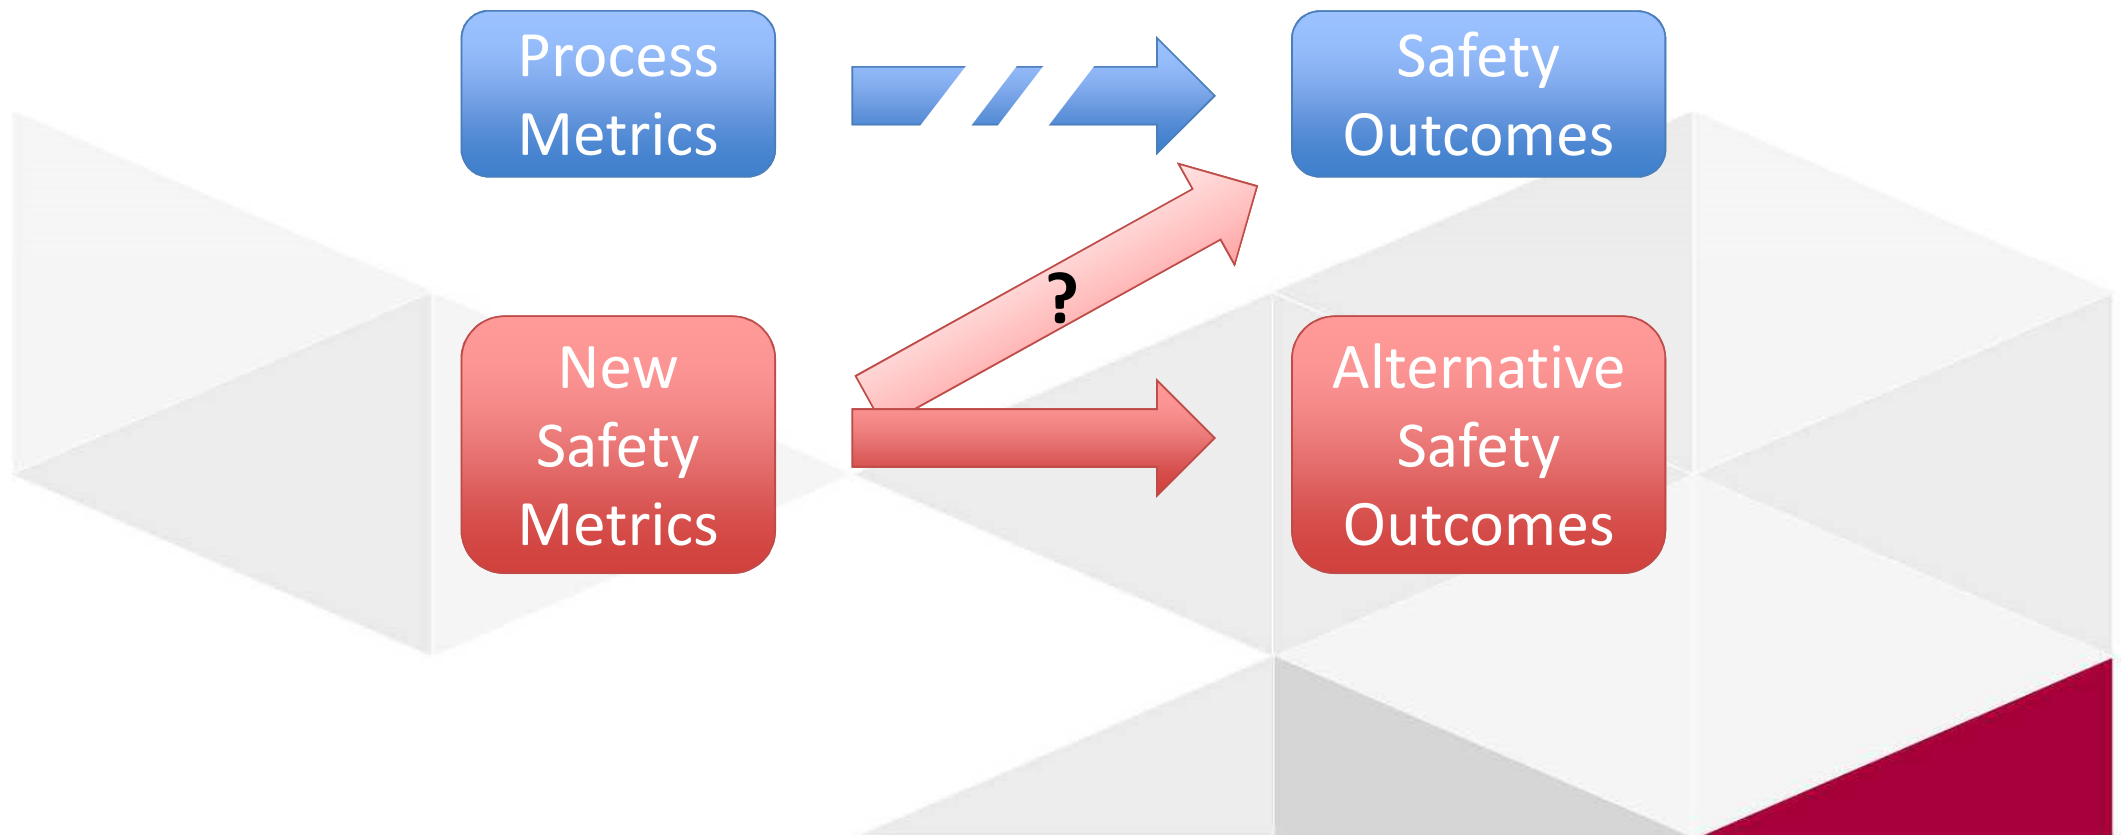 Process
Metrics
Safety
Outcomes
?
New
Safety
Metrics
Alternative
Safety
Outcomes